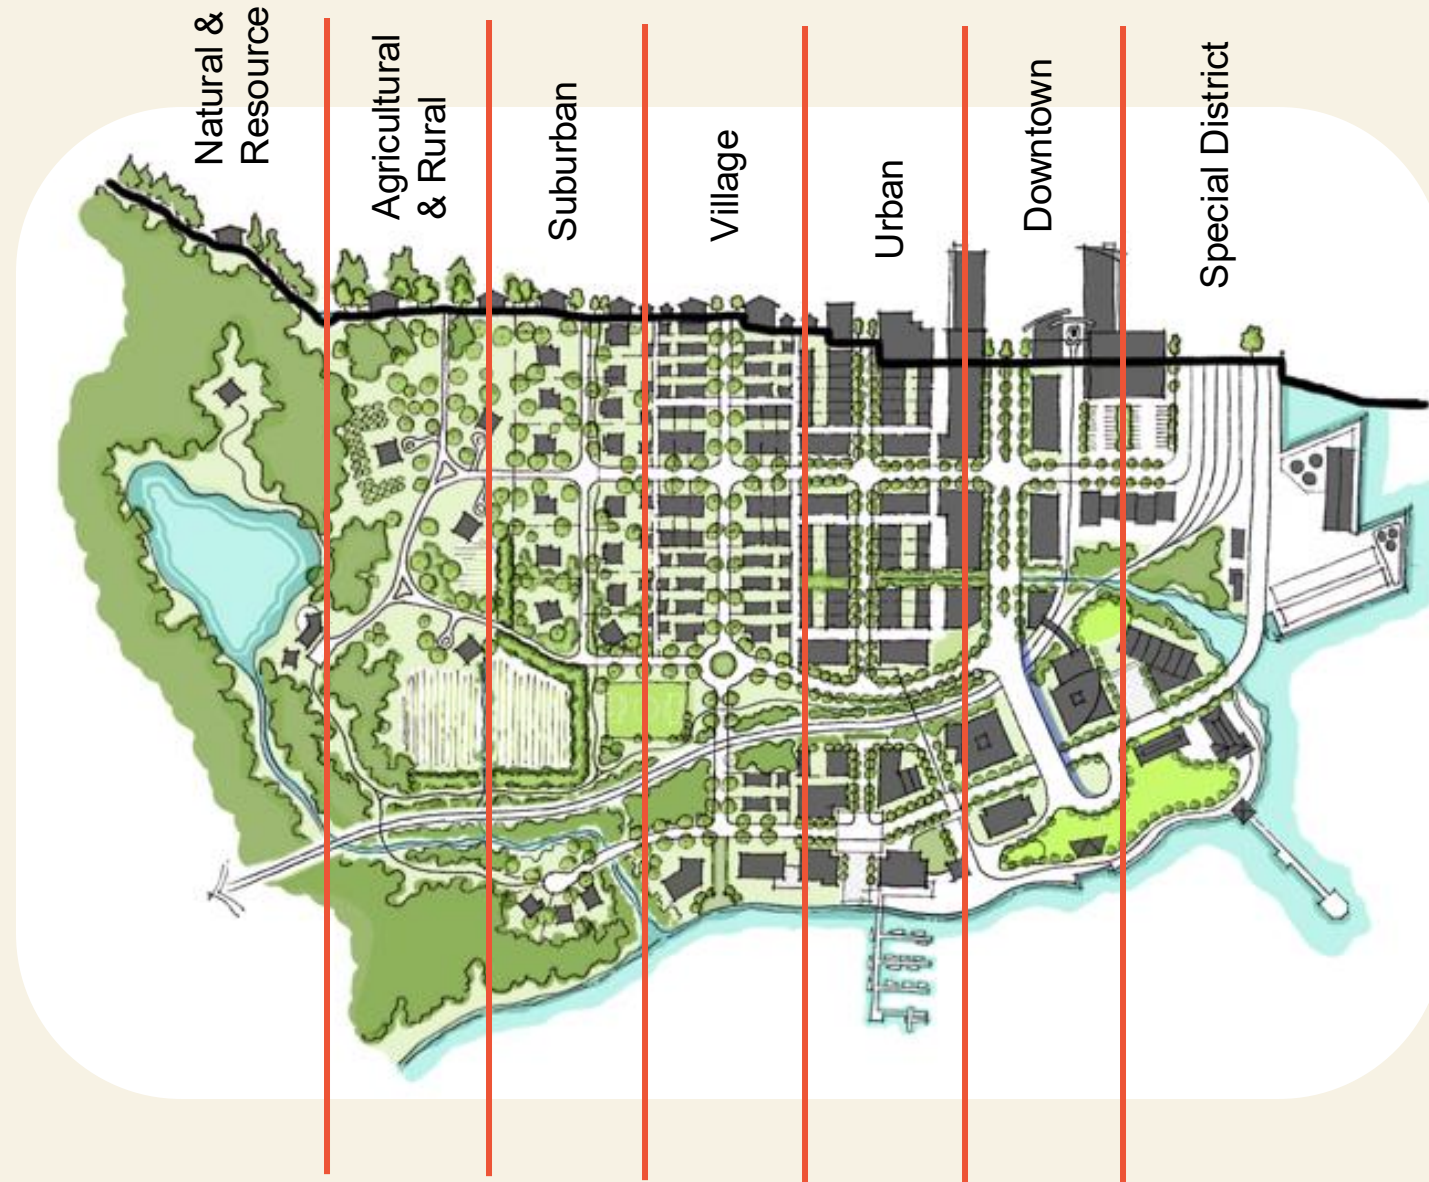 Natural &
Resource
Agricultural
& Rural
Suburban
Village
Urban
Downtown
Special District